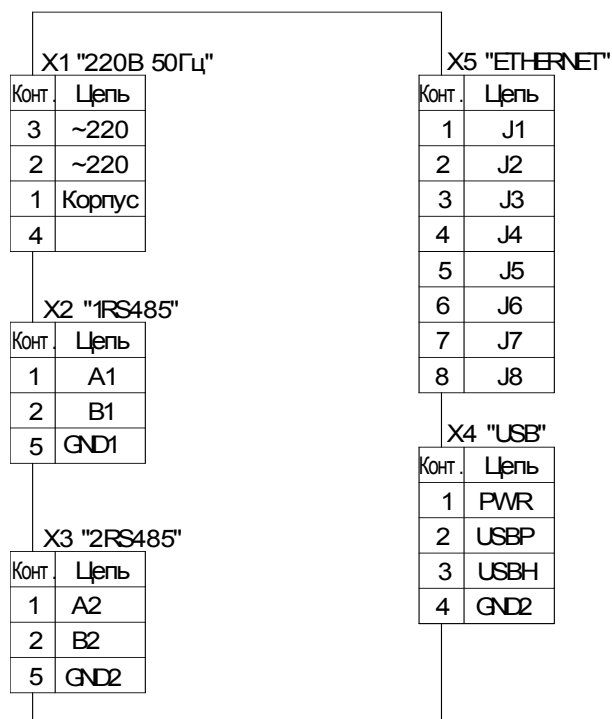 X1 "220В 50Гц"
Конт. Цепь
3 ~220
2 ~220
1 Корпус
4
X2 "1RS485"
Конт. Цепь
1 A1
2 B1
5 GND1
X3 "2RS485"
Конт. Цепь
1 A2
2 B2
5 GND2
X5 "ETHERNET"
Конт. Цепь
1 J1
2 J2
3 J3
4 J4
5 J5
6 J6
7 J7
8 J8
X4 "USB"
Конт. Цепь
1 PWR
2 USBP
3 USBH
4 GND2